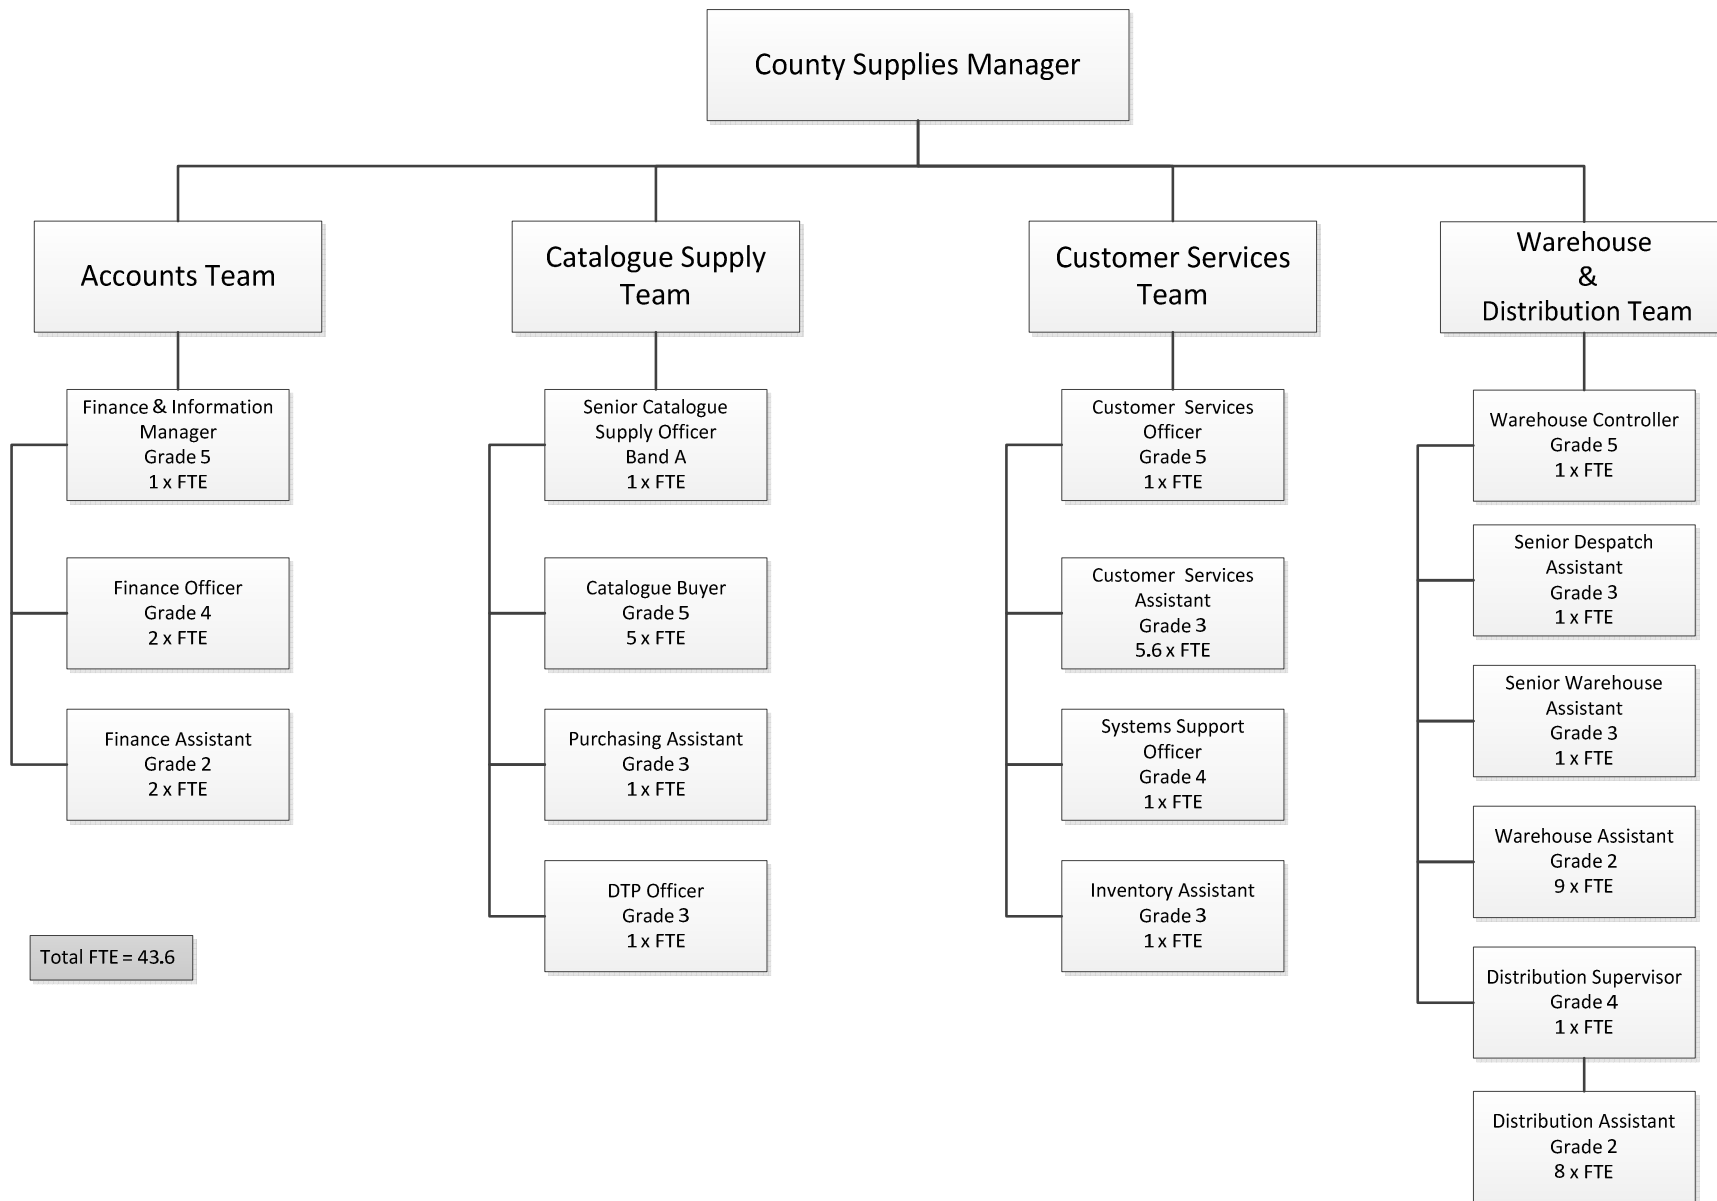 County Supplies Manager
Accounts Team
Catalogue Supply
Team
Customer Services
Team
Warehouse
&
Distribution Team
Finance & Information
Manager
Grade 5
1 x FTE
Finance Officer
Grade 4
2 x FTE
Finance Assistant
Grade 2
2 x FTE
Senior Catalogue
Supply Officer
Band A
1 x FTE
Catalogue Buyer
Grade 5
5 x FTE
Purchasing Assistant
Grade 3
1 x FTE
DTP Officer
Grade 3
1 x FTE
Customer Services
Officer
Grade 5
1 x FTE
Customer Services
Assistant
Grade 3
5.6 x FTE
Systems Support
Officer
Grade 4
1 x FTE
Inventory Assistant
Grade 3
1 x FTE
Warehouse Controller
Grade 5
1 x FTE
Senior Despatch
Assistant
Grade 3
1 x FTE
Senior Warehouse
Assistant
Grade 3
1 x FTE
Warehouse Assistant
Grade 2
9 x FTE
Distribution Supervisor
Grade 4
1 x FTE
Distribution Assistant
Grade 2
8 x FTE
Total FTE = 43.6